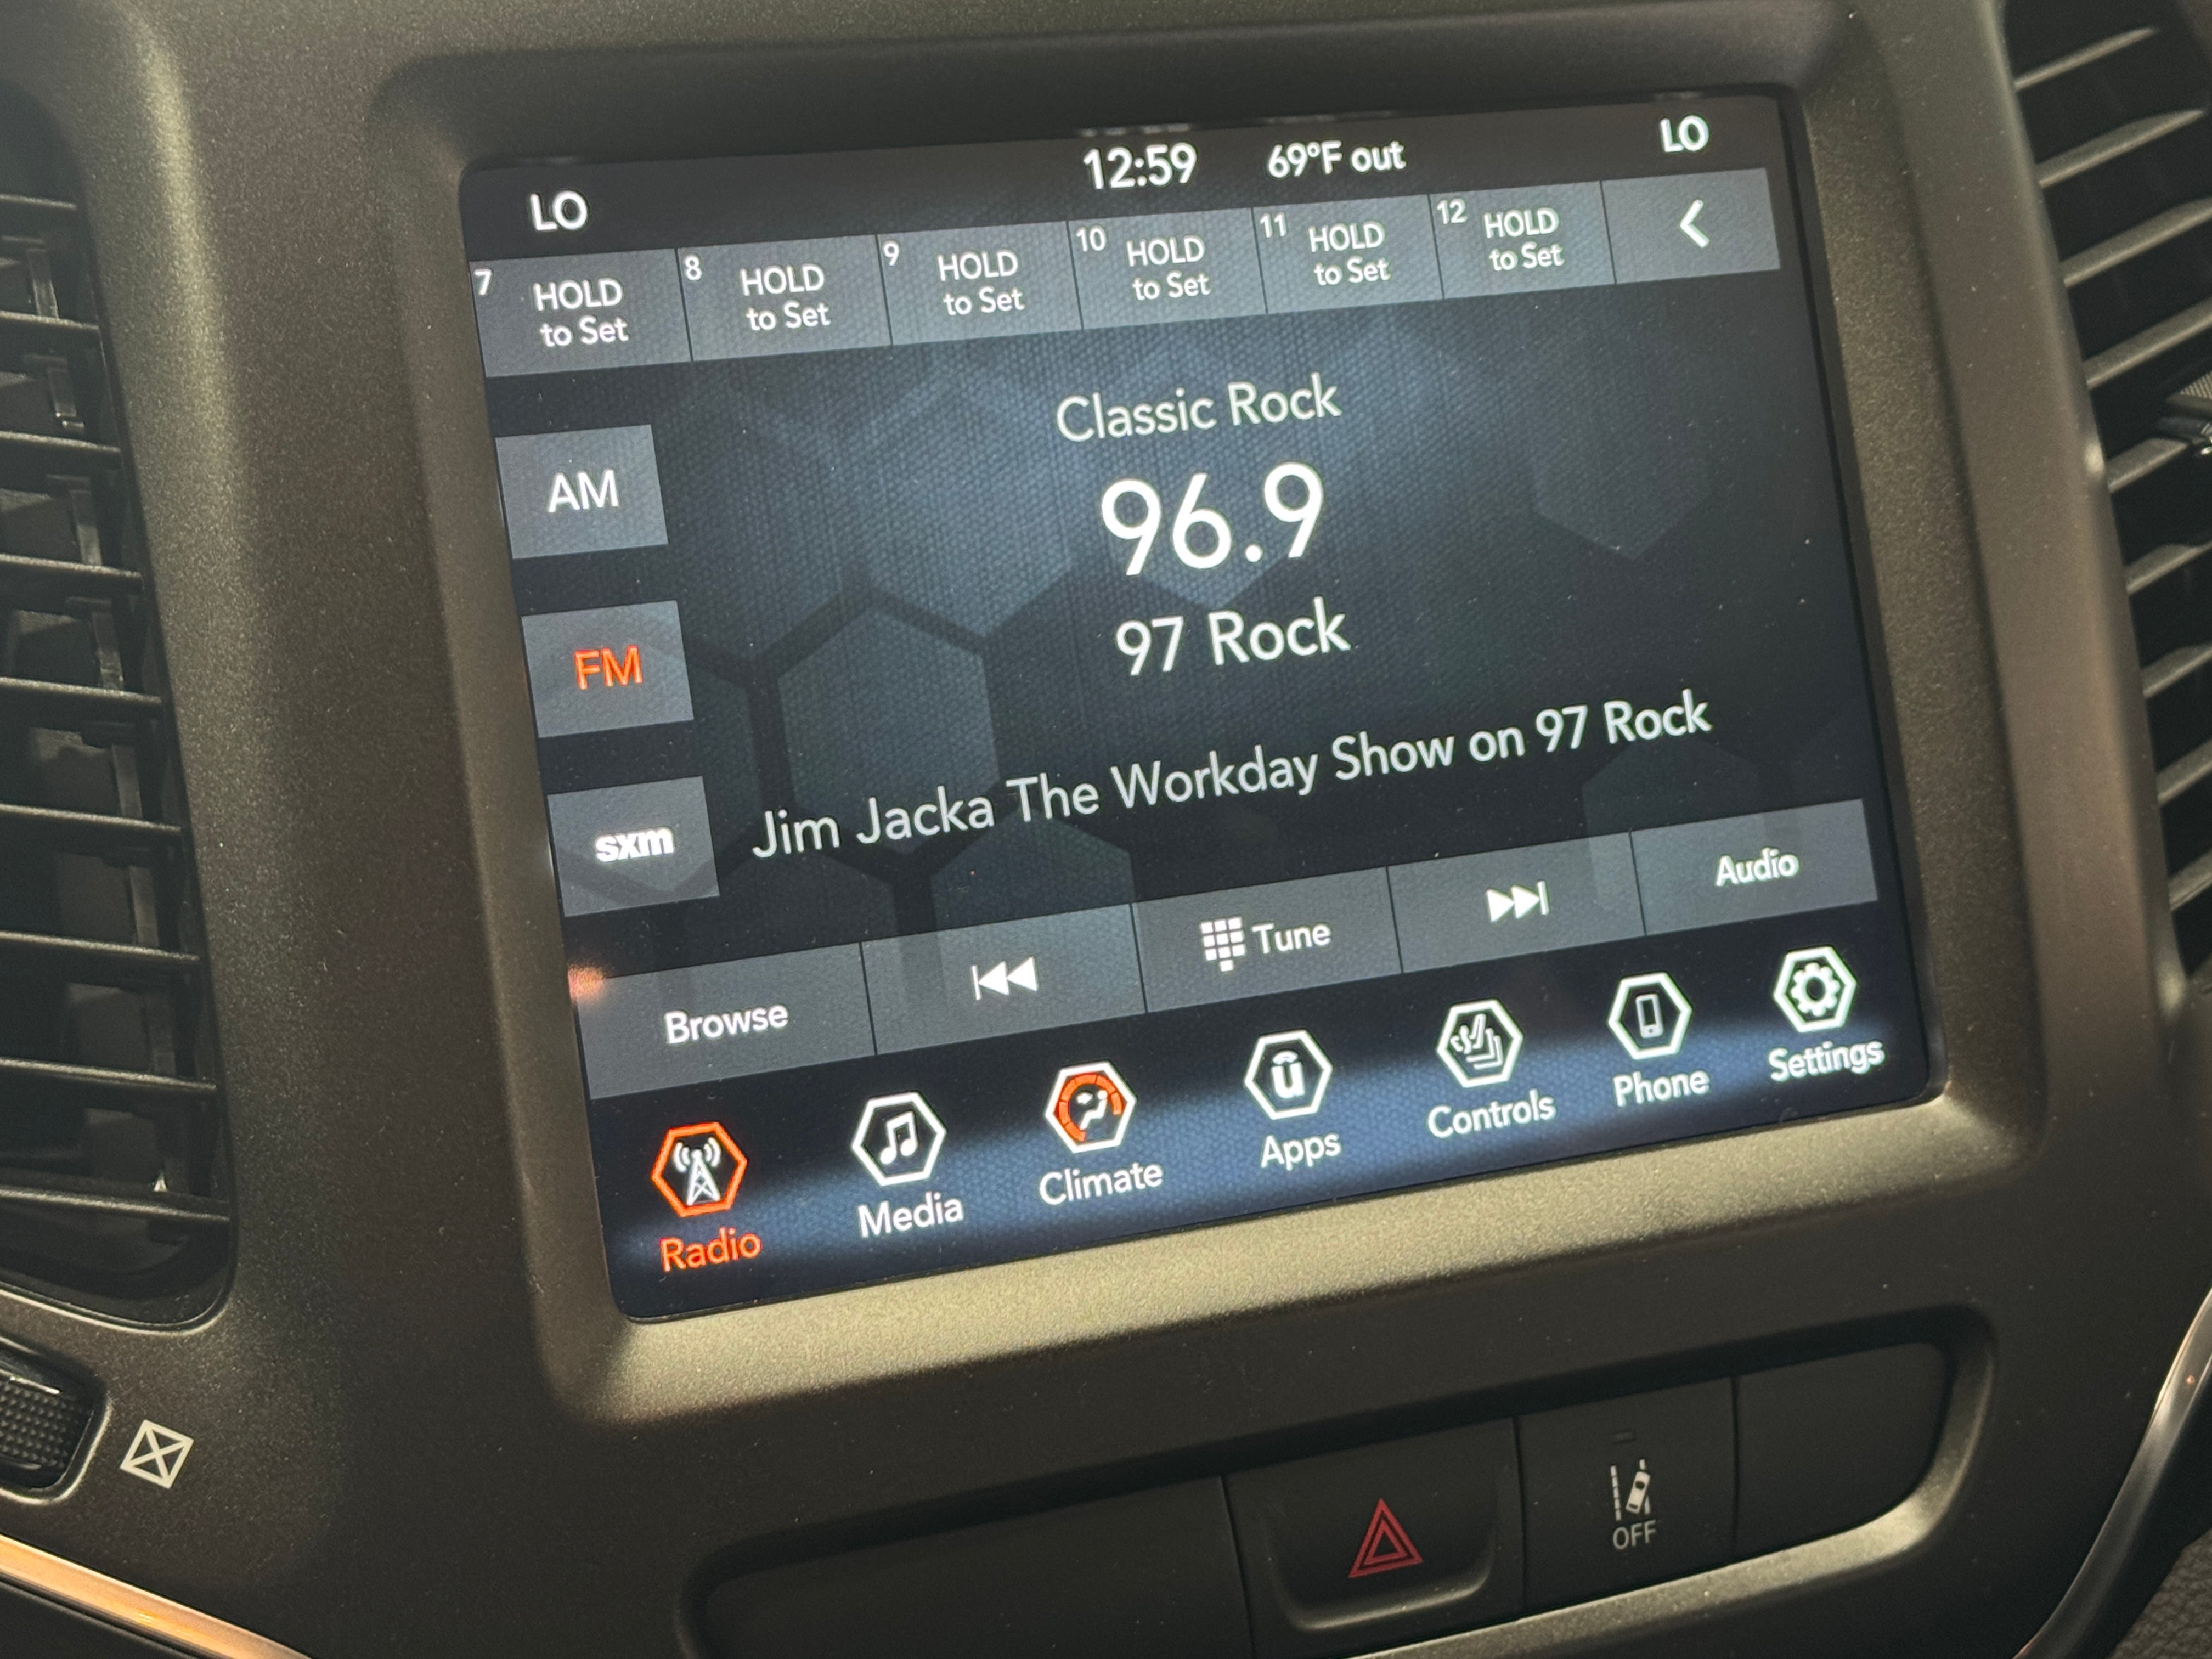 LO 12:59 69°F out LO
7 HOLD to Set
8 HOLD to Set
9 HOLD to Set
10 HOLD to Set
11 HOLD to Set
12 HOLD to Set
Classic Rock
AM
96.9
FM
97 Rock
sxm
Jim Jacka The Workday Show on 97 Rock
Browse
Tune
Audio
Radio
Media
Climate
Apps
Controls
Phone
Settings
OFF